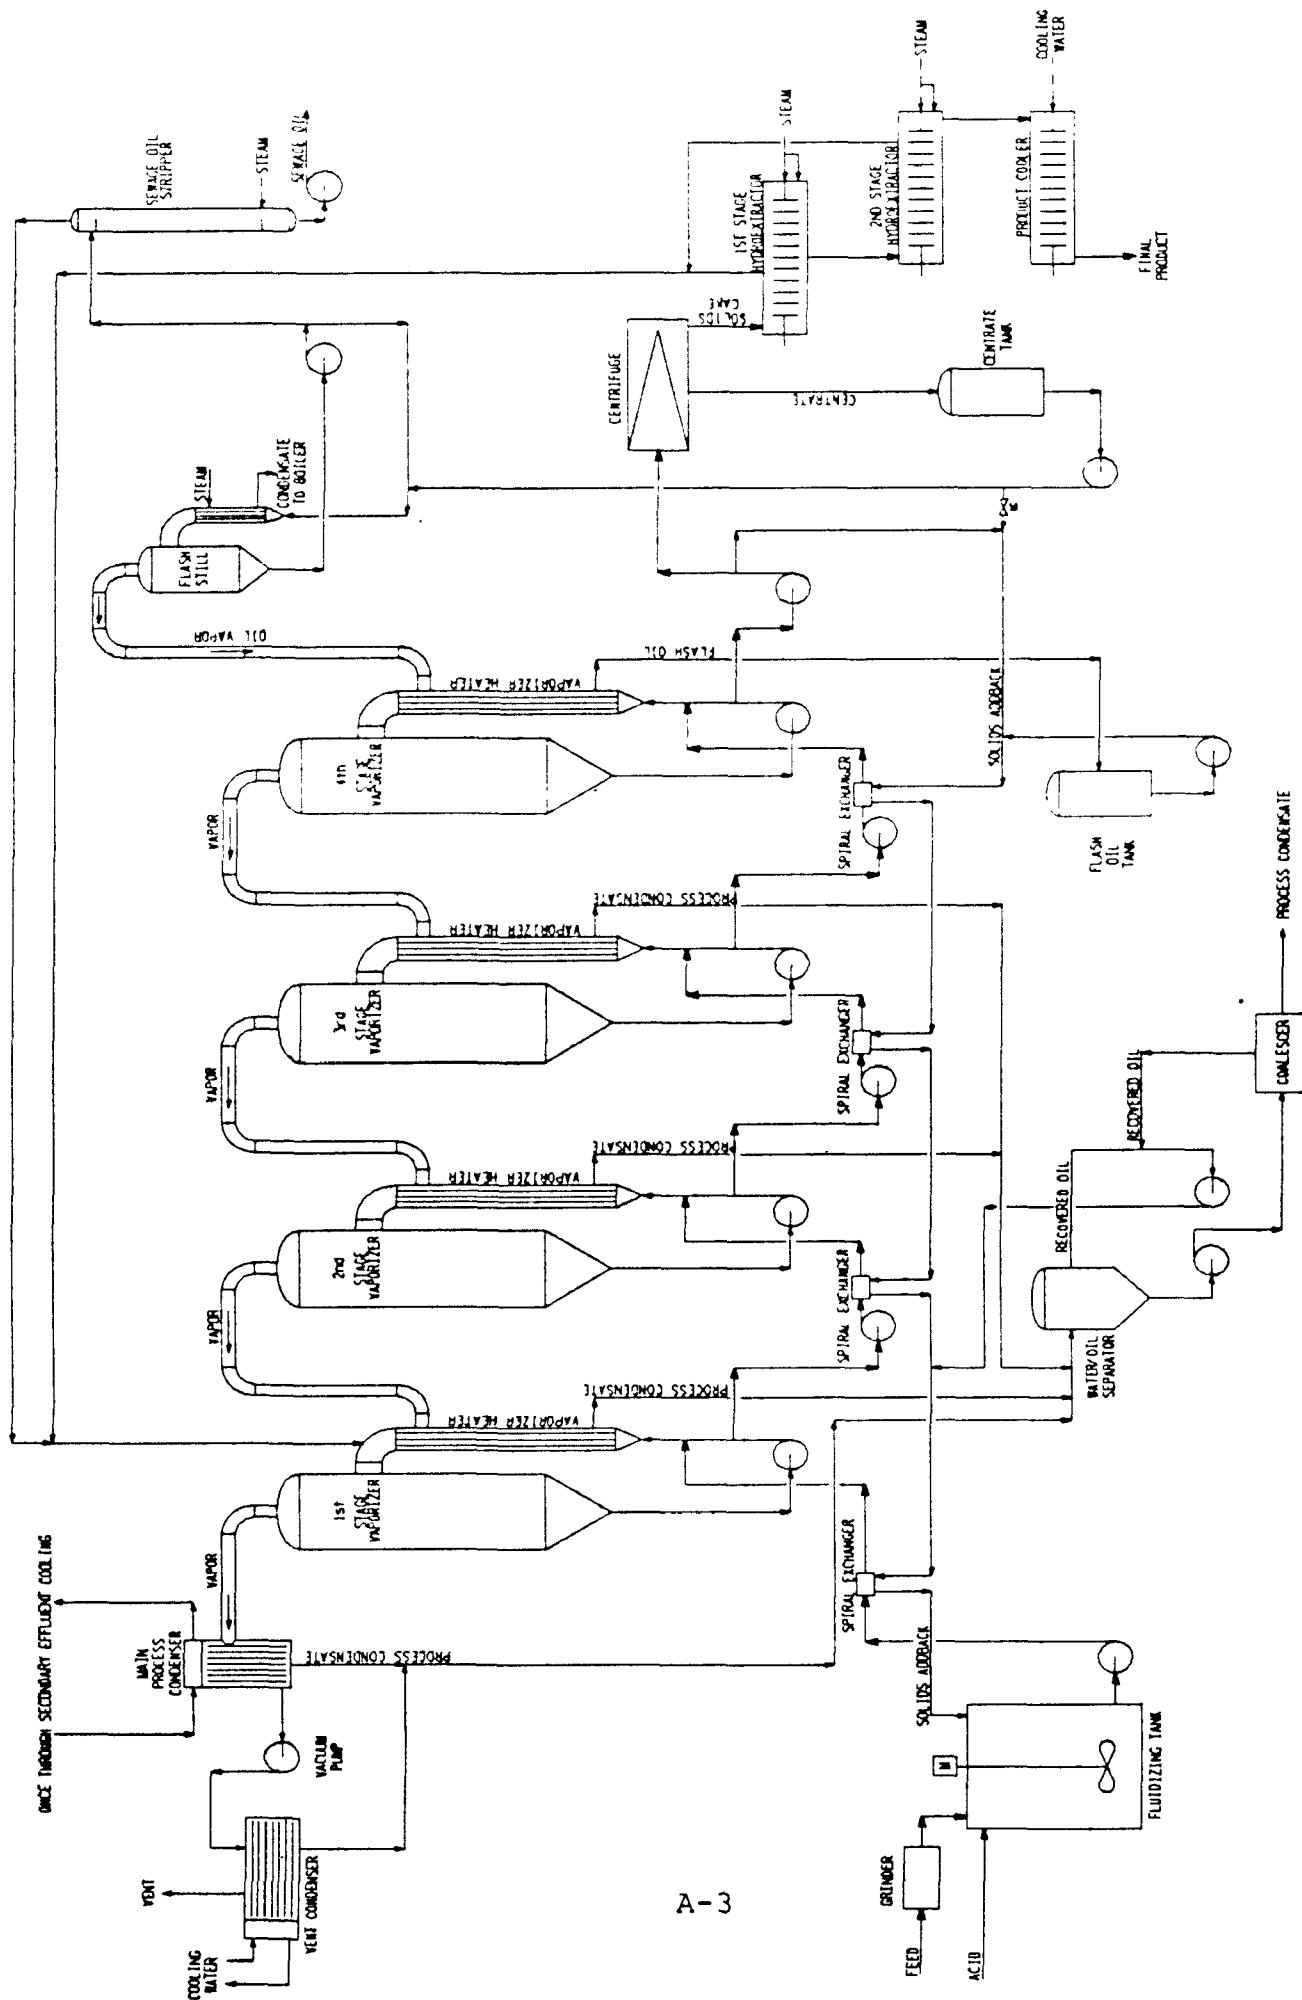 ONCE THROUGH SECONDARY EFFLUENT COOLING
COOLING
WATER
VENT
VENT CONDENSER
VACUUM
PUMP
MAIN
PROCESS
CONDENSER
PROCESS CONDENSATE
VAPOR
1st
STAGE
VAPORIZER
VAPORIZER HEATER
PROCESS CONDENSATE
VAPOR
2nd
STAGE
VAPORIZER
VAPORIZER HEATER
PROCESS CONDENSATE
VAPOR
3rd
STAGE
VAPORIZER
VAPORIZER HEATER
PROCESS CONDENSATE
VAPOR
4th
STAGE
VAPORIZER
VAPORIZER HEATER
FLASH OIL
OIL VAPOR
FLASH
STILL
STEAM
CONDENSATE
TO BOILER
SEWAGE OIL
STRIPPER
STEAM
SEWAGE OIL
CENTRIFUGE
SOLIDS
CAKE
CENTRATE
CENTRATE
TANK
1ST STAGE
HYDROEXTRACTOR
STEAM
2ND STAGE
HYDROEXTRACTOR
STEAM
PRODUCT COOLER
COOLING
WATER
FINAL
PRODUCT
SPIRAL EXCHANGER
SPIRAL EXCHANGER
SPIRAL EXCHANGER
SPIRAL EXCHANGER
SOLIDS ADDBACK
FLASH
OIL
TANK
SOLIDS ADDBACK
FEED
GRINDER
ACID
M
FLUIDIZING TANK
WATER/OIL
SEPARATOR
RECOVERED OIL
RECOVERED OIL
COALESCER
PROCESS CONDENSATE
A-3